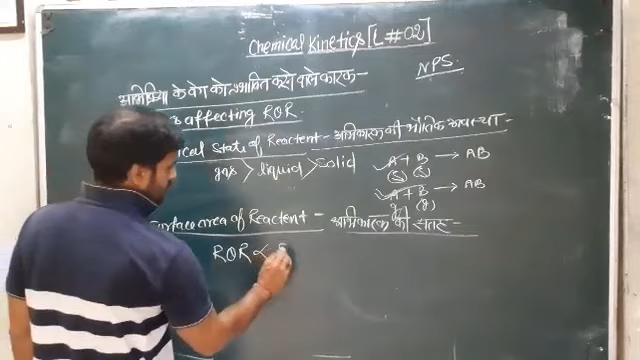 Chemical Kinetics [L #02]
NPS.
अभिक्रिया के वेग को प्रभावित करने वाले कारक-
affecting ROR.
ical State of Reactent - अभिकारक की भौतिक अवस्था-
gas > liquid > Solid
A + B → AB
(S) (S)
A + B → AB
(g) (g)
Surface area of Reactent - अभिकारक की सतह-
ROR ∝ S